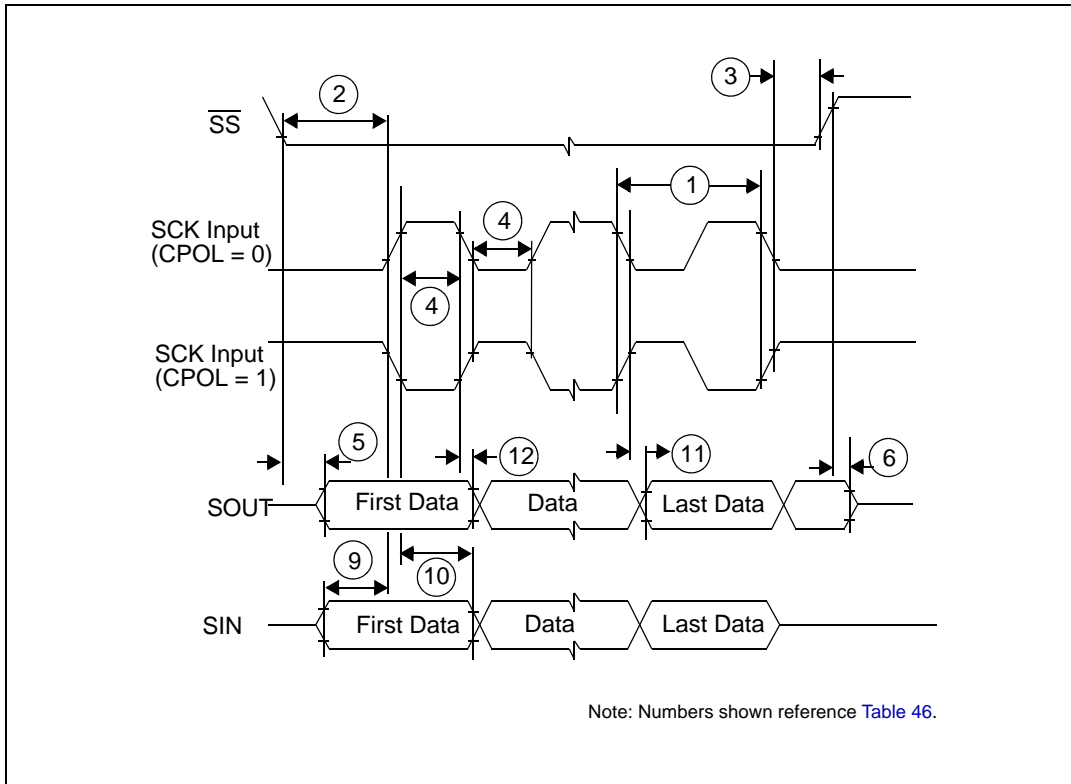 3
2
SS
1
SCK Input
(CPOL = 0)
4
4
SCK Input
(CPOL = 1)
5
12
11
6
SOUT
First Data
Data
Last Data
9
10
SIN
First Data
Data
Last Data
Note: Numbers shown reference Table 46.